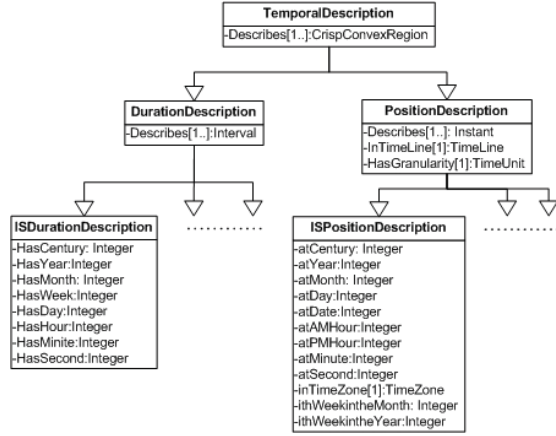 TemporalDescription
-Describes[1..]:CrispConvexRegion
DurationDescription
-Describes[1..]:Interval
PositionDescription
-Describes[1..]: Instant
-InTimeLine[1]:TimeLine
-HasGranularity[1]:TimeUnit
ISDurationDescription
-HasCentury: Integer
-HasYear:Integer
-HasMonth: Integer
-HasWeek:Integer
-HasDay:Integer
-HasHour:Integer
-HasMinite:Integer
-HasSecond:Integer
ISPositionDescription
-atCentury: Integer
-atYear:Integer
-atMonth: Integer
-atDay:Integer
-atDate:Integer
-atAMHour:Integer
-atPMHour:Integer
-atMinute:Integer
-atSecond:Integer
-inTimeZone[1]:TimeZone
-ithWeekintheMonth: Integer
-ithWeekintheYear:Integer